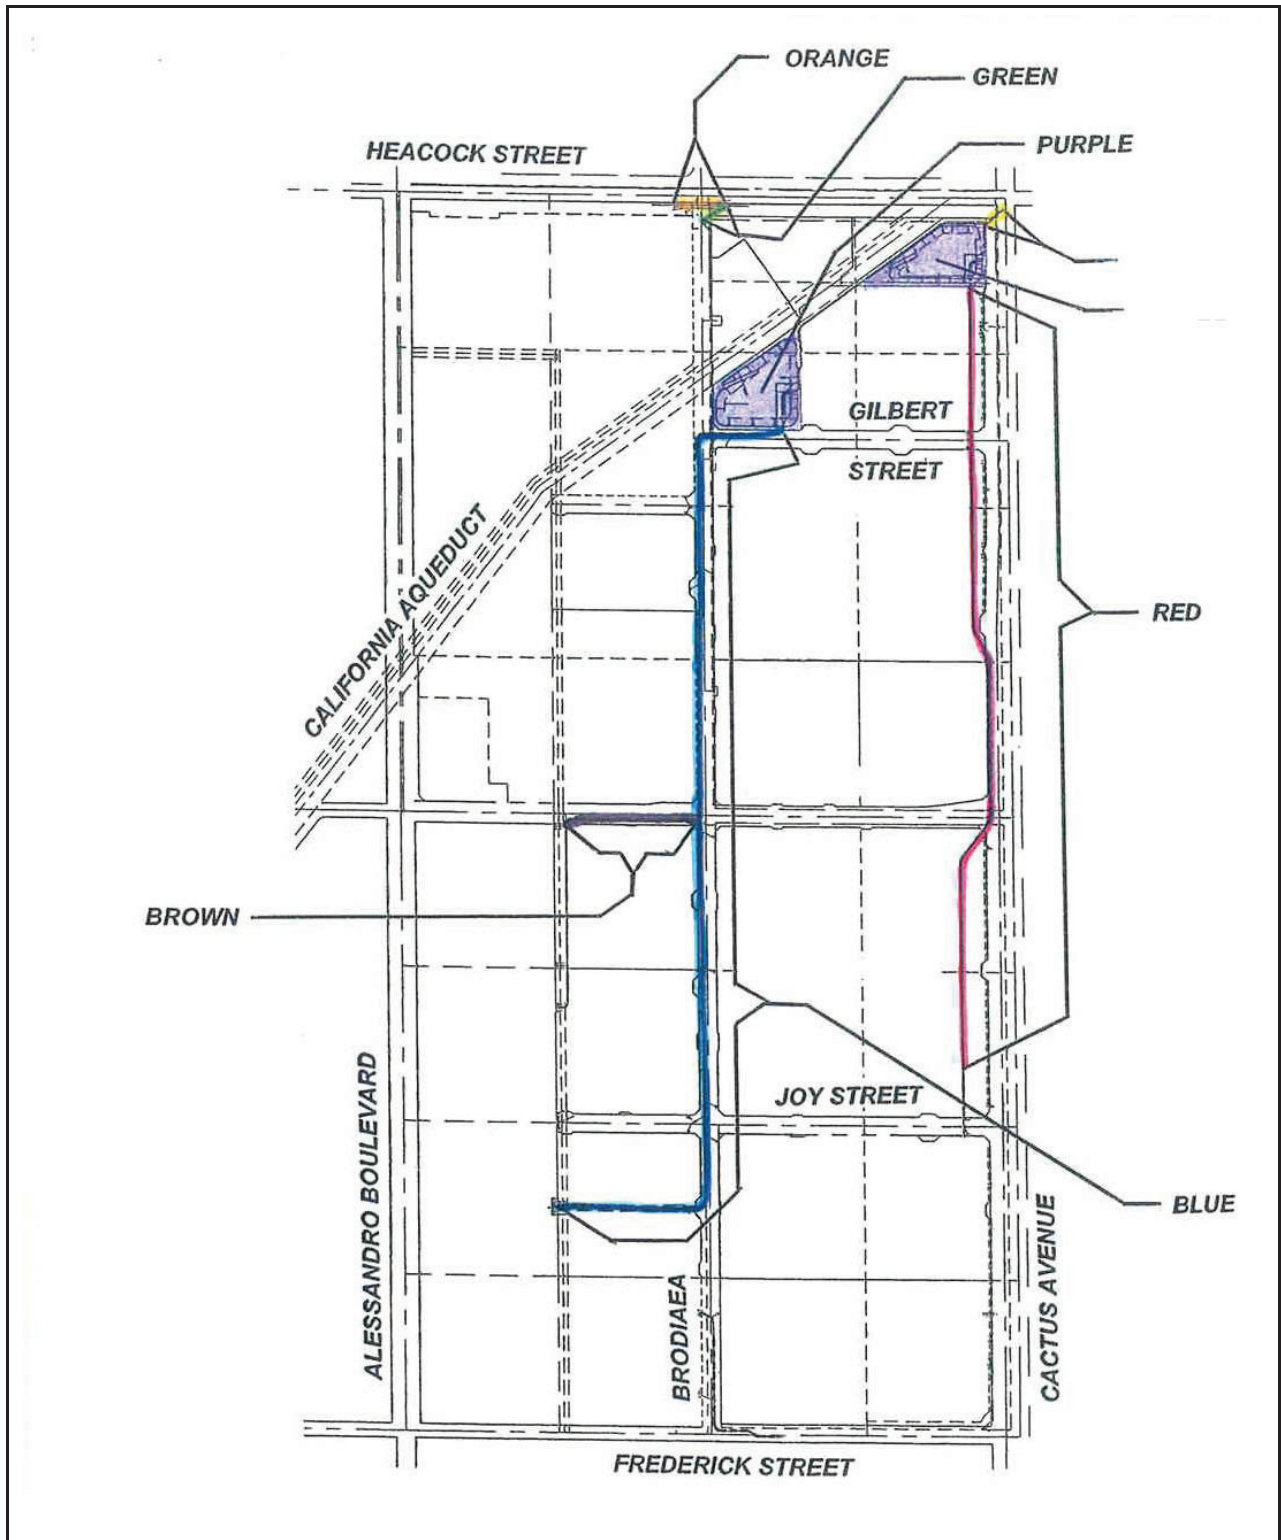 ORANGE
GREEN
PURPLE
HEACOCK STREET
GILBERT
STREET
CALIFORNIA AQUEDUCT
RED
BROWN
JOY STREET
ALESSANDRO BOULEVARD
BLUE
BRODIAEA
CACTUS AVENUE
FREDERICK STREET